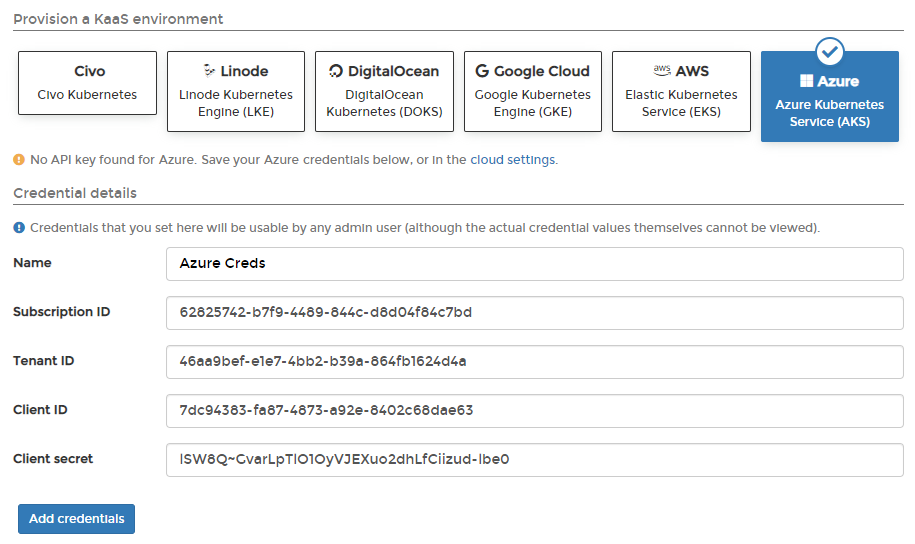 Provision a KaaS environment
Civo
Civo Kubernetes
Linode
Linode Kubernetes
Engine (LKE)
DigitalOcean
DigitalOcean
Kubernetes (DOKS)
Google Cloud
Google Kubernetes
Engine (GKE)
aws AWS
Elastic Kubernetes
Service (EKS)
Azure
Azure Kubernetes
Service (AKS)
No API key found for Azure. Save your Azure credentials below, or in the cloud settings.
Credential details
Credentials that you set here will be usable by any admin user (although the actual credential values themselves cannot be viewed).
Name
Azure Creds
Subscription ID
62825742-b7f9-4489-844c-d8d04f84c7bd
Tenant ID
46aa9bef-e1e7-4bb2-b39a-864fb1624d4a
Client ID
7dc94383-fa87-4873-a92e-8402c68dae63
Client secret
Add credentials